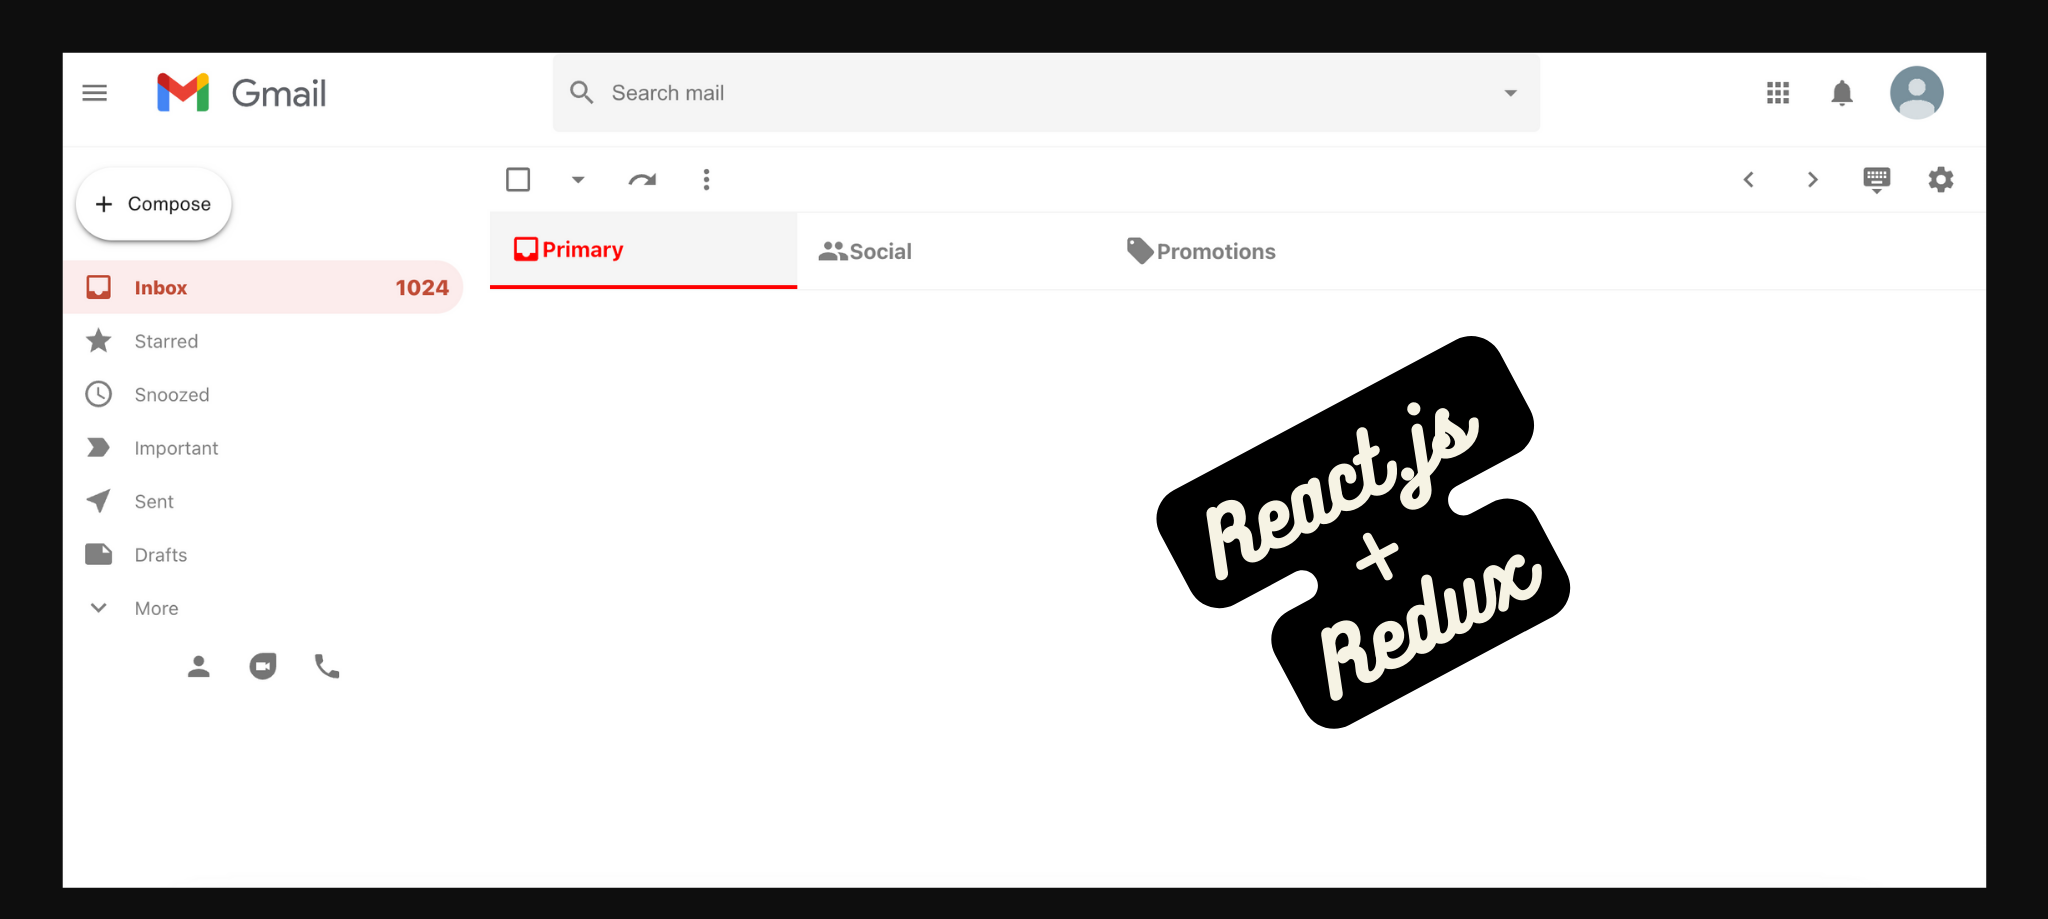 Gmail
Search mail
Compose
Primary
Social
Promotions
Inbox 1024
Starred
Snoozed
Important
Sent
Drafts
More
React.js
+
Redux